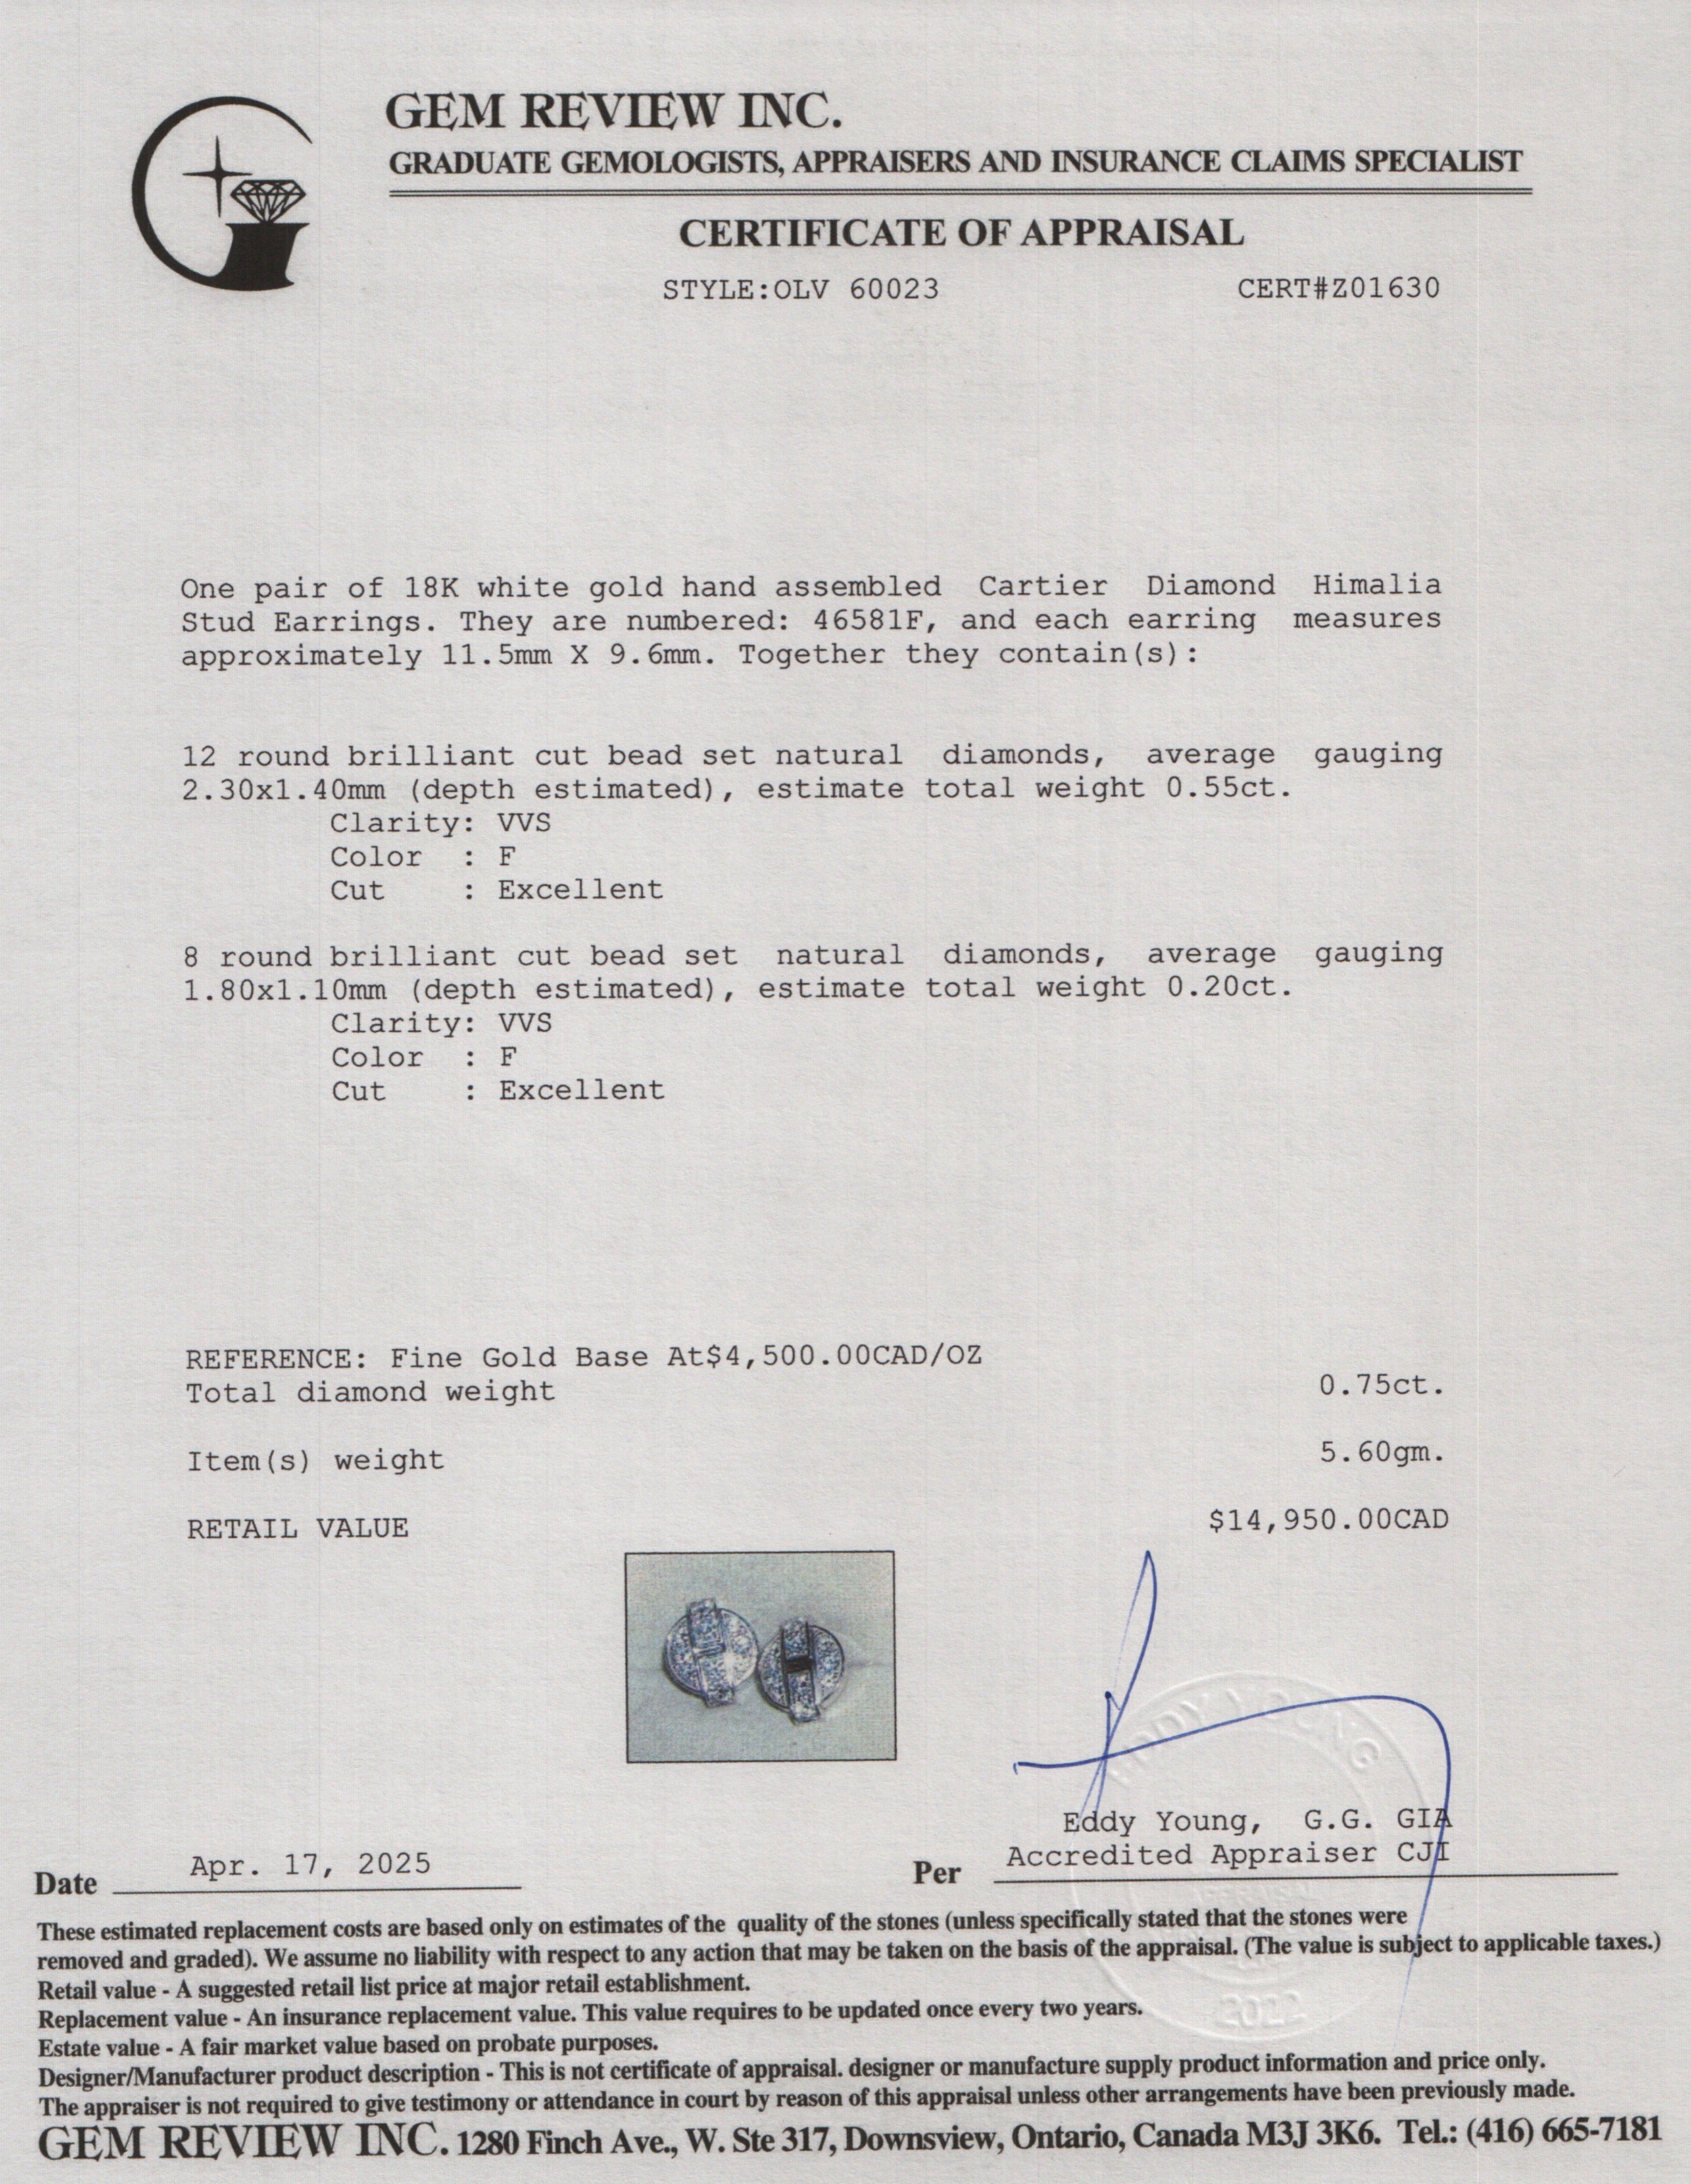 GEM REVIEW INC.
GRADUATE GEMOLOGISTS, APPRAISERS AND INSURANCE CLAIMS SPECIALIST
CERTIFICATE OF APPRAISAL
STYLE:OLV 60023 CERT#Z01630
One pair of 18K white gold hand assembled Cartier Diamond Himalia
Stud Earrings. They are numbered: 46581F, and each earring measures
approximately 11.5mm X 9.6mm. Together they contain(s):
12 round brilliant cut bead set natural diamonds, average gauging
2.30x1.40mm (depth estimated), estimate total weight 0.55ct.
Clarity: VVS
Color : F
Cut : Excellent
8 round brilliant cut bead set natural diamonds, average gauging
1.80x1.10mm (depth estimated), estimate total weight 0.20ct.
Clarity: VVS
Color : F
Cut : Excellent
REFERENCE: Fine Gold Base At$4,500.00CAD/OZ
Total diamond weight 0.75ct.
Item(s) weight 5.60gm.
RETAIL VALUE $14,950.00CAD
EDDY YOUNG
Eddy Young, G.G. GIA
Accredited Appraiser CJI
Date Apr. 17, 2025 Per
These estimated replacement costs are based only on estimates of the quality of the stones (unless specifically stated that the stones were
removed and graded). We assume no liability with respect to any action that may be taken on the basis of the appraisal. (The value is subject to applicable taxes.)
Retail value - A suggested retail list price at major retail establishment.
Replacement value - An insurance replacement value. This value requires to be updated once every two years.
2022
Estate value - A fair market value based on probate purposes.
Designer/Manufacturer product description - This is not certificate of appraisal. designer or manufacture supply product information and price only.
The appraiser is not required to give testimony or attendance in court by reason of this appraisal unless other arrangements have been previously made.
GEM REVIEW INC. 1280 Finch Ave., W. Ste 317, Downsview, Ontario, Canada M3J 3K6. Tel.: (416) 665-7181